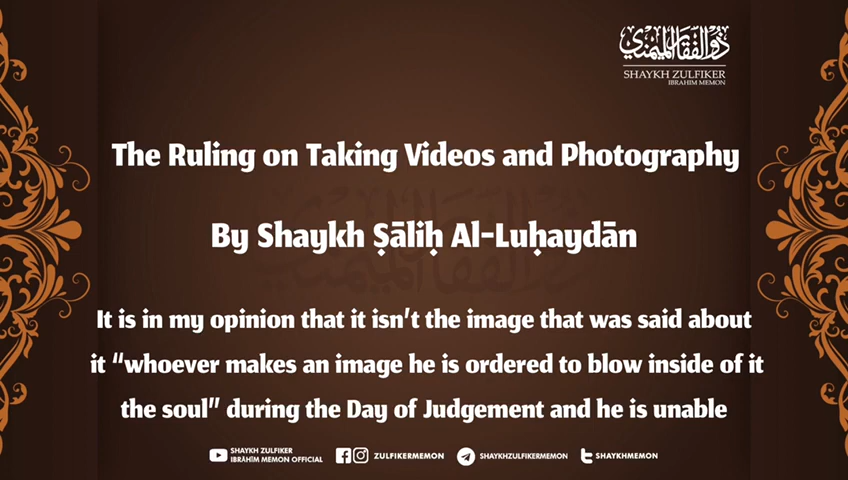 ذو الفقار الميمني
SHAYKH ZULFIKER
IBRAHIM MEMON
The Ruling on Taking Videos and Photography
By Shaykh Ṣāliḥ Al-Luḥaydān
It is in my opinion that it isn't the image that was said about
it “whoever makes an image he is ordered to blow inside of it
the soul” during the Day of Judgement and he is unable
SHAYKH ZULFIKER
IBRĀHĪM MEMON OFFICIAL
ZULFIKERMEMON
SHAYKHZULFIKERMEMON
SHAYKHMEMON